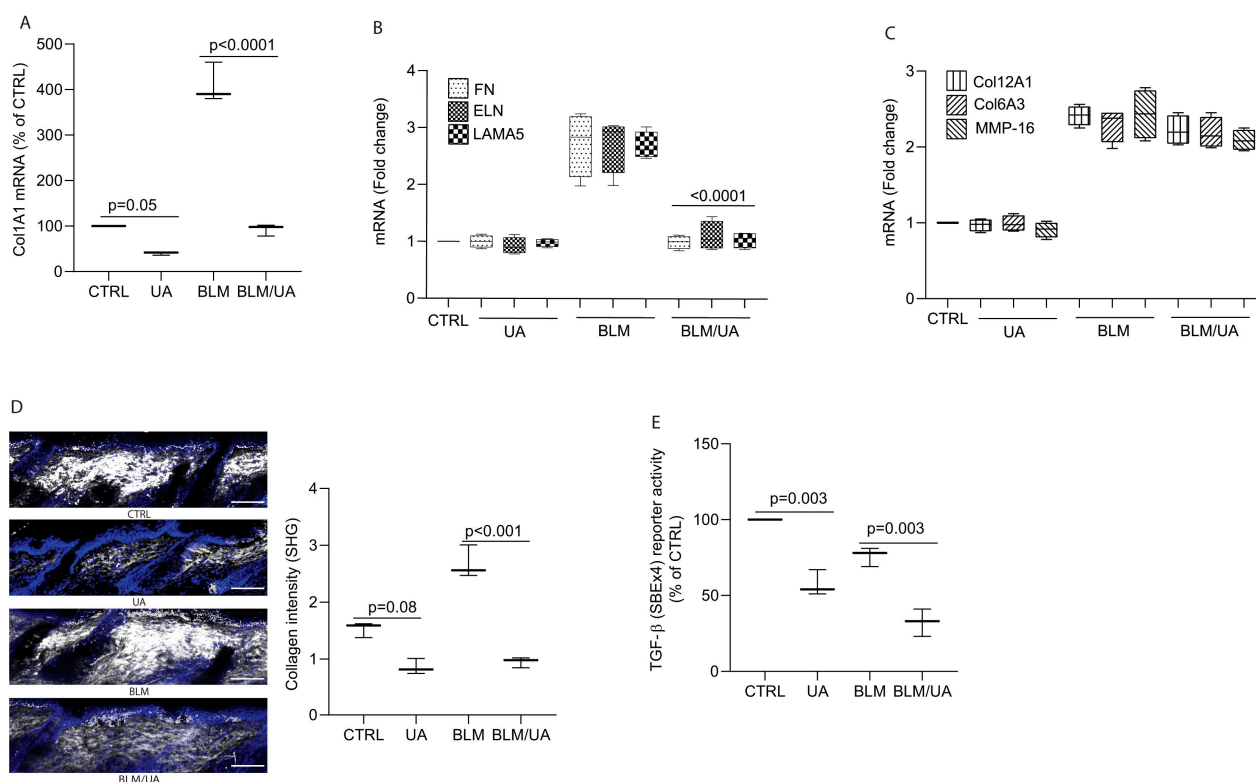 A
Col1A1 mRNA (% of CTRL)
500
400
300
200
100
0
p<0.0001
p=0.05
CTRL UA BLM BLM/UA
B
mRNA (Fold change)
4
3
2
1
0
FN
ELN
LAMA5
<0.0001
CTRL UA BLM BLM/UA
C
mRNA (Fold change)
3
2
1
0
Col12A1
Col6A3
MMP-16
CTRL UA BLM BLM/UA
D
CTRL
UA
BLM
BLM/UA
Collagen intensity (SHG)
4
3
2
1
0
p<0.001
p=0.08
CTRL UA BLM BLM/UA
E
TGF-β (SBEx4) reporter activity
(% of CTRL)
150
100
50
0
p=0.003
p=0.003
CTRL UA BLM BLM/UA